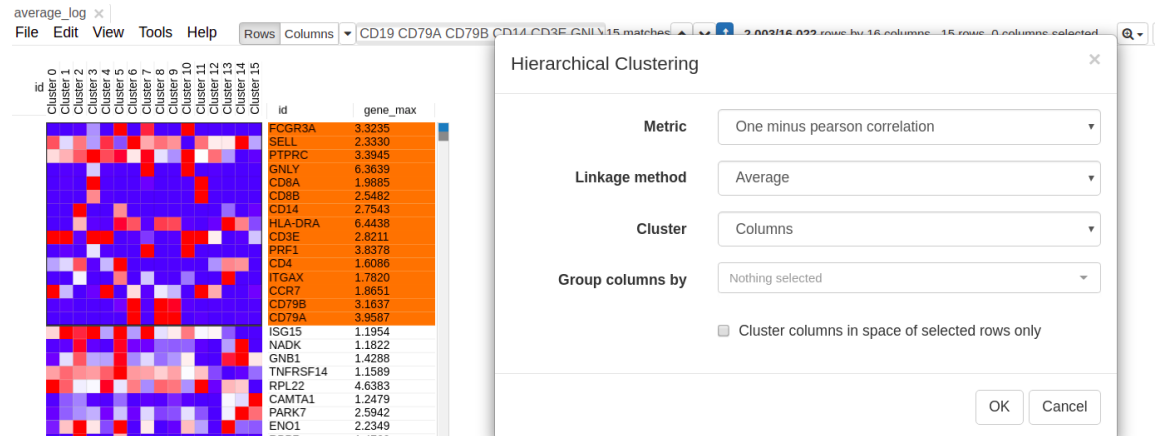 average_log ×
File Edit View Tools Help Rows Columns CD19 CD79A CD79B CD14 CD3E GNLY 15 matches 2,003/16,022 rows by 16 columns 15 rows, 0 columns selected
id Cluster 0 Cluster 1 Cluster 2 Cluster 3 Cluster 4 Cluster 5 Cluster 6 Cluster 7 Cluster 8 Cluster 9 Cluster 10 Cluster 11 Cluster 12 Cluster 13 Cluster 14 Cluster 15
id gene_max
FCGR3A 3.3235
SELL 2.3330
PTPRC 3.3945
GNLY 6.3639
CD8A 1.9885
CD8B 2.5482
CD14 2.7543
HLA-DRA 6.4438
CD3E 2.8211
PRF1 3.8378
CD4 1.6086
ITGAX 1.7820
CCR7 1.8651
CD79B 3.1637
CD79A 3.9587
ISG15 1.1954
NADK 1.1822
GNB1 1.4288
TNFRSF14 1.1589
RPL22 4.6383
CAMTA1 1.2479
PARK7 2.5942
ENO1 2.2349
Hierarchical Clustering ×
Metric One minus pearson correlation
Linkage method Average
Cluster Columns
Group columns by Nothing selected
Cluster columns in space of selected rows only
OK Cancel